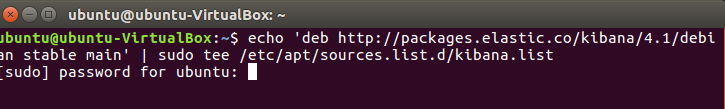 ubuntu@ubuntu-VirtualBox: ~
ubuntu@ubuntu-VirtualBox:~$ echo 'deb http://packages.elastic.co/kibana/4.1/debi
an stable main' | sudo tee /etc/apt/sources.list.d/kibana.list
[sudo] password for ubuntu: